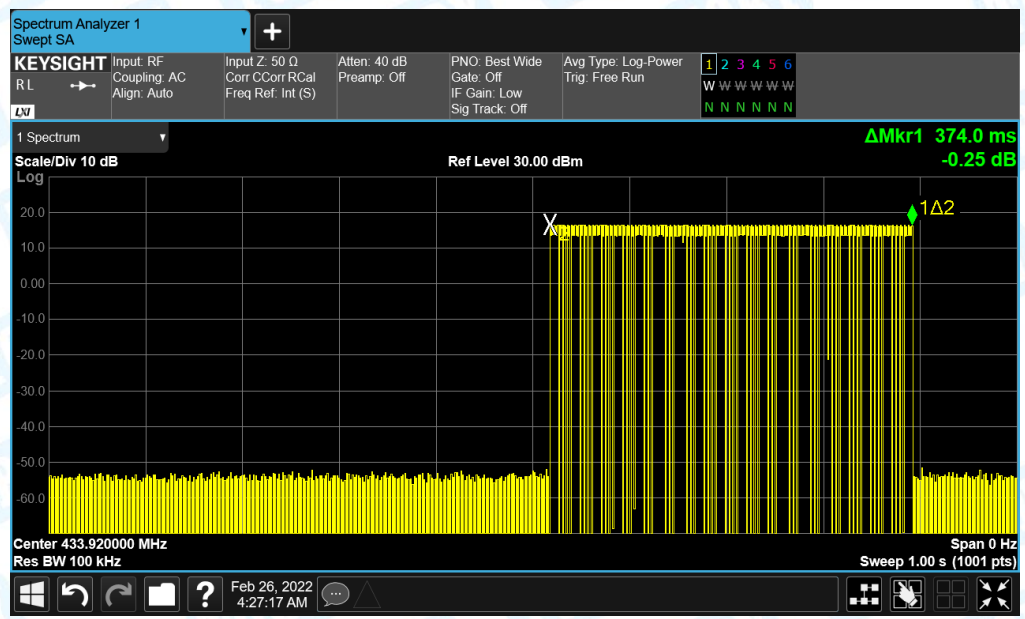 Spectrum Analyzer 1
Swept SA
+
KEYSIGHT
R L
LXI
Input: RF
Coupling: AC
Align: Auto
Input Z: 50 Ω
Corr CCorr RCal
Freq Ref: Int (S)
Atten: 40 dB
Preamp: Off
PNO: Best Wide
Gate: Off
IF Gain: Low
Sig Track: Off
Avg Type: Log-Power
Trig: Free Run
1 2 3 4 5 6
W W W W W W
N N N N N N
1 Spectrum
ΔMkr1 374.0 ms
-0.25 dB
Scale/Div 10 dB
Ref Level 30.00 dBm
Log
20.0
10.0
0.00
-10.0
-20.0
-30.0
-40.0
-50.0
-60.0
X2
1Δ2
Center 433.920000 MHz
Span 0 Hz
Res BW 100 kHz
Sweep 1.00 s (1001 pts)
?
Feb 26, 2022
4:27:17 AM